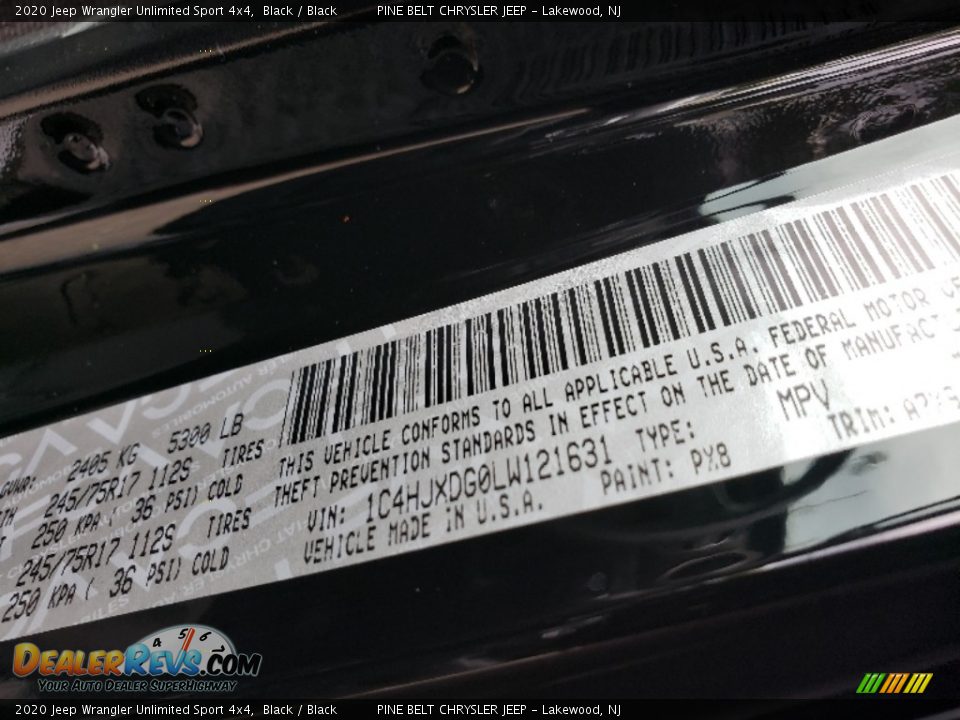 2020 Jeep Wrangler Unlimited Sport 4x4, Black / Black PINE BELT CHRYSLER JEEP - Lakewood, NJ
GVWR: 2405 KG 5300 LB
245/75R17 112S TIRES
250 KPA 36 PSI) COLD
245/75R17 112S TIRES
250 KPA ( 36 PSI) COLD
THIS VEHICLE CONFORMS TO ALL APPLICABLE U.S.A. FEDERAL MOTOR
THEFT PREVENTION STANDARDS IN EFFECT ON THE DATE OF
VIN: 1C4HJXDG0LW121631 TYPE: MPV
VEHICLE MADE IN U.S.A. PAINT: PX8 TRIM:
4 5 6
DEALERREVS.COM
YOUR AUTO DEALER SUPERHIGHWAY
2020 Jeep Wrangler Unlimited Sport 4x4, Black / Black PINE BELT CHRYSLER JEEP - Lakewood, NJ